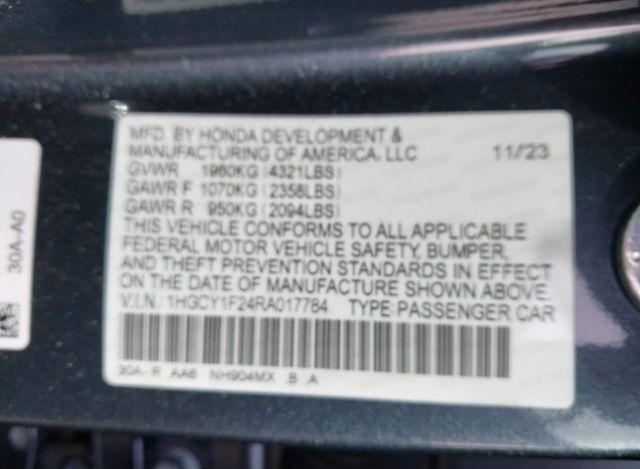 MFD. BY HONDA DEVELOPMENT &
MANUFACTURING OF AMERICA, LLC 11/23
GVWR 1960KG (4321LBS)
GAWR F 1070KG (2358LBS)
GAWR R 950KG (2094LBS)
THIS VEHICLE CONFORMS TO ALL APPLICABLE
FEDERAL MOTOR VEHICLE SAFETY, BUMPER,
AND THEFT PREVENTION STANDARDS IN EFFECT
ON THE DATE OF MANUFACTURE SHOWN ABOVE.
V.I.N.: 1HGCY1F24RA017784 TYPE:PASSENGER CAR
30A- R AA6 NH904MX .B .A
30A-A0